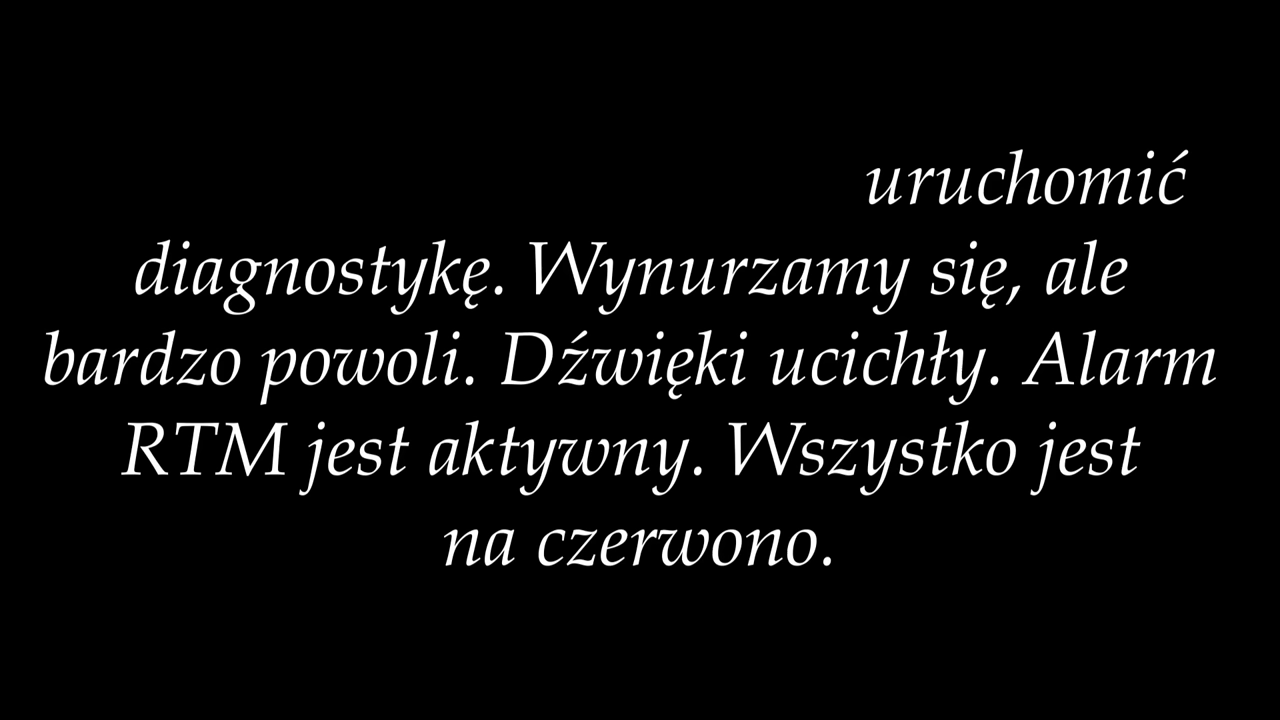 uruchomić
diagnostykę. Wynurzamy się, ale
bardzo powoli. Dźwięki ucichły. Alarm
RTM jest aktywny. Wszystko jest
na czerwono.